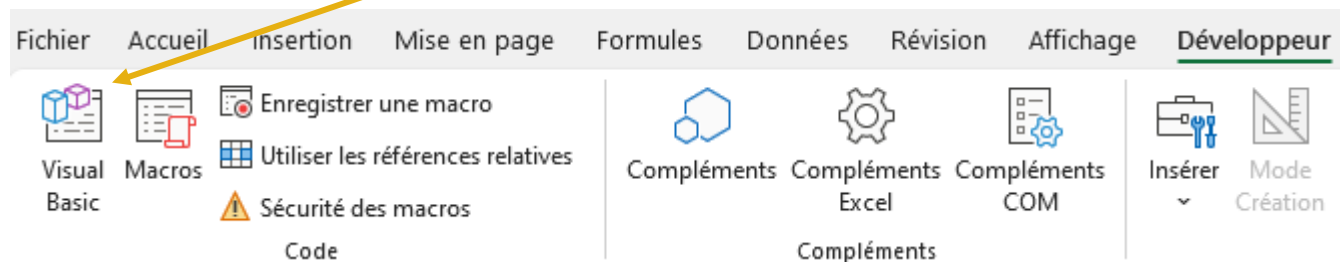 Fichier Accueil Insertion Mise en page Formules Données Révision Affichage Développeur
Visual Basic
Macros
Enregistrer une macro
Utiliser les références relatives
Sécurité des macros
Code
Compléments
Compléments Excel
Compléments COM
Compléments
Insérer
Mode Création